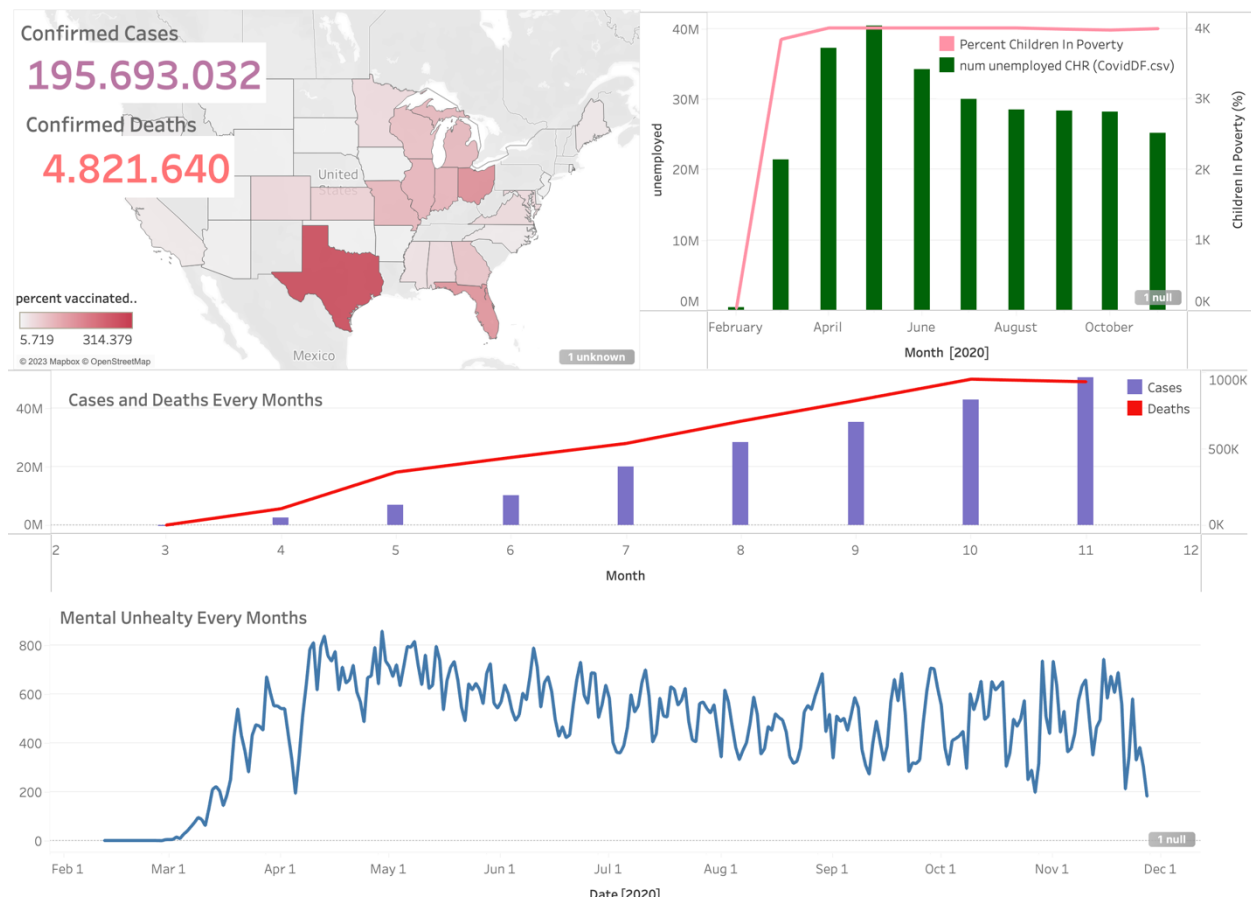 Confirmed Cases
195.693.032
Confirmed Deaths
4.821.640
United
States
percent vaccinated..
5.719 314.379
Mexico
© 2023 Mapbox © OpenStreetMap
1 unknown
40M
30M
20M
10M
0M
unemployed
Percent Children In Poverty
num unemployed CHR (CovidDF.csv)
4K
3K
2K
1K
0K
Children In Poverty (%)
1 null
February April June August October
Month [2020]
Cases and Deaths Every Months
Cases
Deaths
40M
20M
0M
1000K
500K
0K
2 3 4 5 6 7 8 9 10 11 12
Month
Mental Unhealty Every Months
800
600
400
200
0
1 null
Feb 1 Mar 1 Apr 1 May 1 Jun 1 Jul 1 Aug 1 Sep 1 Oct 1 Nov 1 Dec 1
Date [2020]